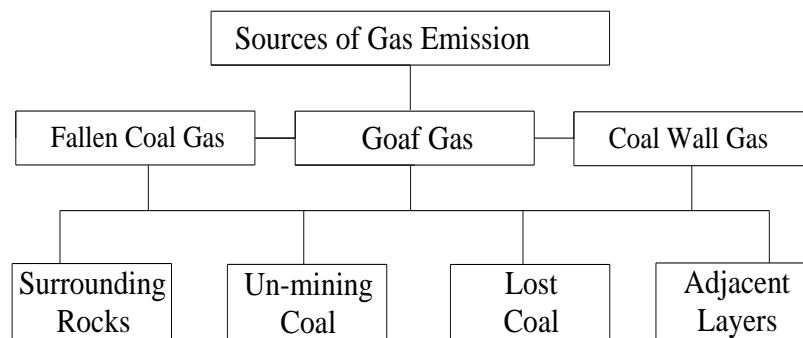 Sources of Gas Emission
Fallen Coal Gas
Goaf Gas
Coal Wall Gas
Surrounding
Rocks
Un-mining
Coal
Lost
Coal
Adjacent
Layers